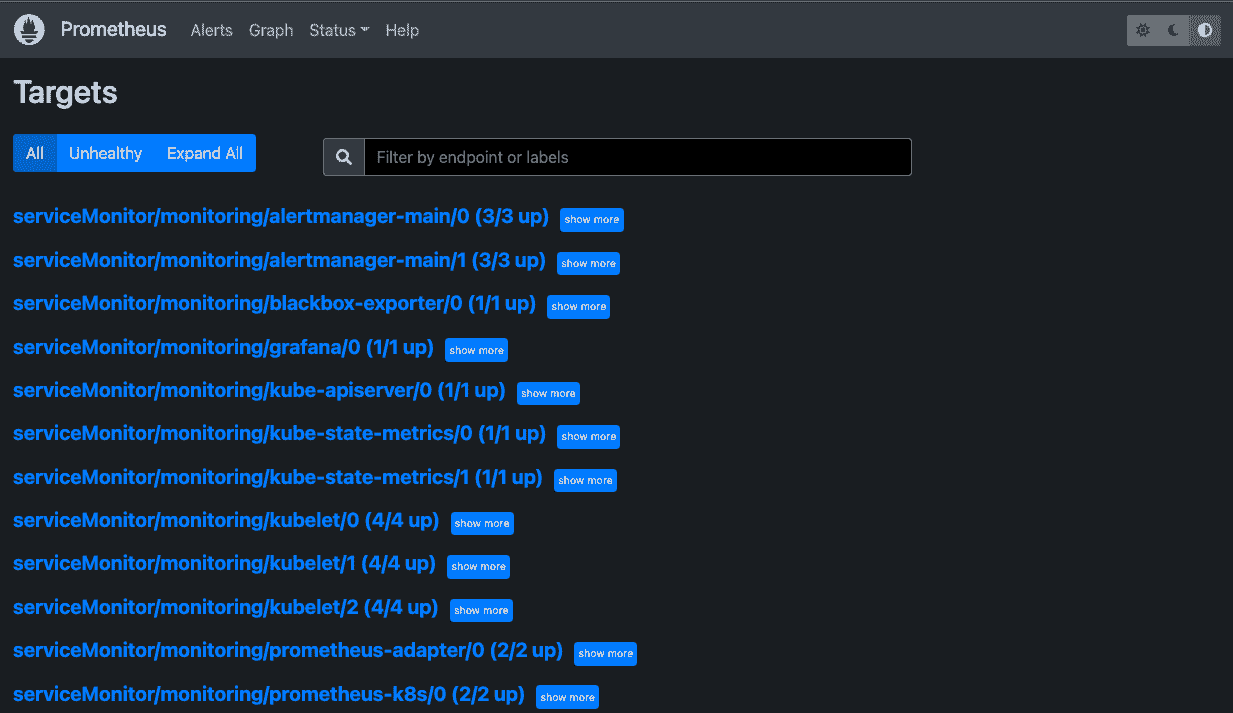 Prometheus Alerts Graph Status Help
Targets
All Unhealthy Expand All
Filter by endpoint or labels
serviceMonitor/monitoring/alertmanager-main/0 (3/3 up) show more
serviceMonitor/monitoring/alertmanager-main/1 (3/3 up) show more
serviceMonitor/monitoring/blackbox-exporter/0 (1/1 up) show more
serviceMonitor/monitoring/grafana/0 (1/1 up) show more
serviceMonitor/monitoring/kube-apiserver/0 (1/1 up) show more
serviceMonitor/monitoring/kube-state-metrics/0 (1/1 up) show more
serviceMonitor/monitoring/kube-state-metrics/1 (1/1 up) show more
serviceMonitor/monitoring/kubelet/0 (4/4 up) show more
serviceMonitor/monitoring/kubelet/1 (4/4 up) show more
serviceMonitor/monitoring/kubelet/2 (4/4 up) show more
serviceMonitor/monitoring/prometheus-adapter/0 (2/2 up) show more
serviceMonitor/monitoring/prometheus-k8s/0 (2/2 up) show more